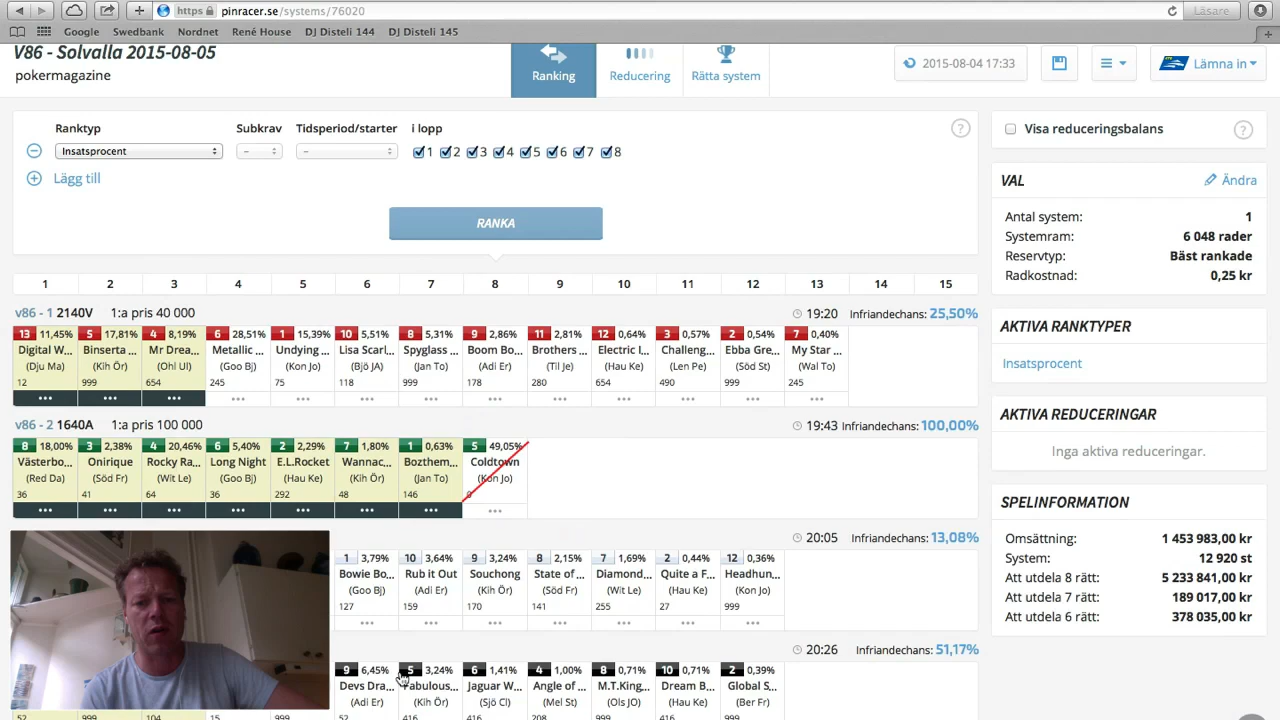 https pinracer.se/systems/76020 Läsare
Google Swedbank Nordnet René House DJ Disteli 144 DJ Disteli 145
V86 - Solvalla 2015-08-05
pokermagazine
Ranking Reducering Rätta system 2015-08-04 17:33 Lämna in
Ranktyp Subkrav Tidsperiod/starter i lopp
Insatsprocent – – 1 2 3 4 5 6 7 8
Lägg till
RANKA
? Visa reduceringsbalans ?
VAL Ändra
Antal system: 1
Systemram: 6 048 rader
Reservtyp: Bäst rankade
Radkostnad: 0,25 kr
AKTIVA RANKTYPER
Insatsprocent
AKTIVA REDUCERINGAR
Inga aktiva reduceringar.
SPELINFORMATION
Omsättning: 1 453 983,00 kr
System: 12 920 st
Att utdela 8 rätt: 5 233 841,00 kr
Att utdela 7 rätt: 189 017,00 kr
Att utdela 6 rätt: 378 035,00 kr
1 2 3 4 5 6 7 8 9 10 11 12 13 14 15
v86 - 1 2140V 1:a pris 40 000 19:20 Infriandechans: 25,50%
13 11,45% 5 17,81% 4 8,19% 6 28,51% 1 15,39% 10 5,51% 8 5,31% 9 2,86% 11 2,81% 12 0,64% 3 0,57% 2 0,54% 7 0,40%
Digital W... Binserta ... Mr Drea... Metallic ... Undying ... Lisa Scarl... Spyglass ... Boom Bo... Brothers ... Electric I... Challeng... Ebba Gre... My Star ...
(Dju Ma) (Kih Ör) (Ohl Ul) (Goo Bj) (Kon Jo) (Bjö JA) (Jan To) (Adi Er) (Til Je) (Hau Ke) (Len Pe) (Söd St) (Wal To)
12 999 654 245 75 118 999 178 280 654 490 999 245
v86 - 2 1640A 1:a pris 100 000 19:43 Infriandechans: 100,00%
8 18,00% 3 2,38% 4 20,46% 6 5,40% 2 2,29% 7 1,80% 1 0,63% 5 49,05%
Västerbo... Onirique Rocky Ra... Long Night E.L.Rocket Wannac... Bozthem... Coldtown
(Red Da) (Söd Fr) (Wit Le) (Goo Bj) (Hau Ke) (Kih Ör) (Jan To) (Kon Jo)
36 41 64 36 292 48 146 0
20:05 Infriandechans: 13,08%
1 3,79% 10 3,64% 9 3,24% 8 2,15% 7 1,69% 2 0,44% 12 0,36%
Bowie Bo... Rub it Out Souchong State of ... Diamond... Quite a F... Headhun...
(Goo Bj) (Adi Er) (Kih Ör) (Söd Fr) (Wit Le) (Hau Ke) (Kon Jo)
127 159 170 141 255 27 999
20:26 Infriandechans: 51,17%
9 6,45% 5 3,24% 6 1,41% 4 1,00% 8 0,71% 10 0,71% 2 0,39%
Devs Dra... Fabulous... Jaguar W... Angle of ... M.T.King... Dream B... Global S...
(Adi Er) (Kih Ör) (Sjö Cl) (Mel St) (Ols JO) (Hau Ke) (Ber Fr)
52 999 104 15 999 52 416 416 208 999 416 999